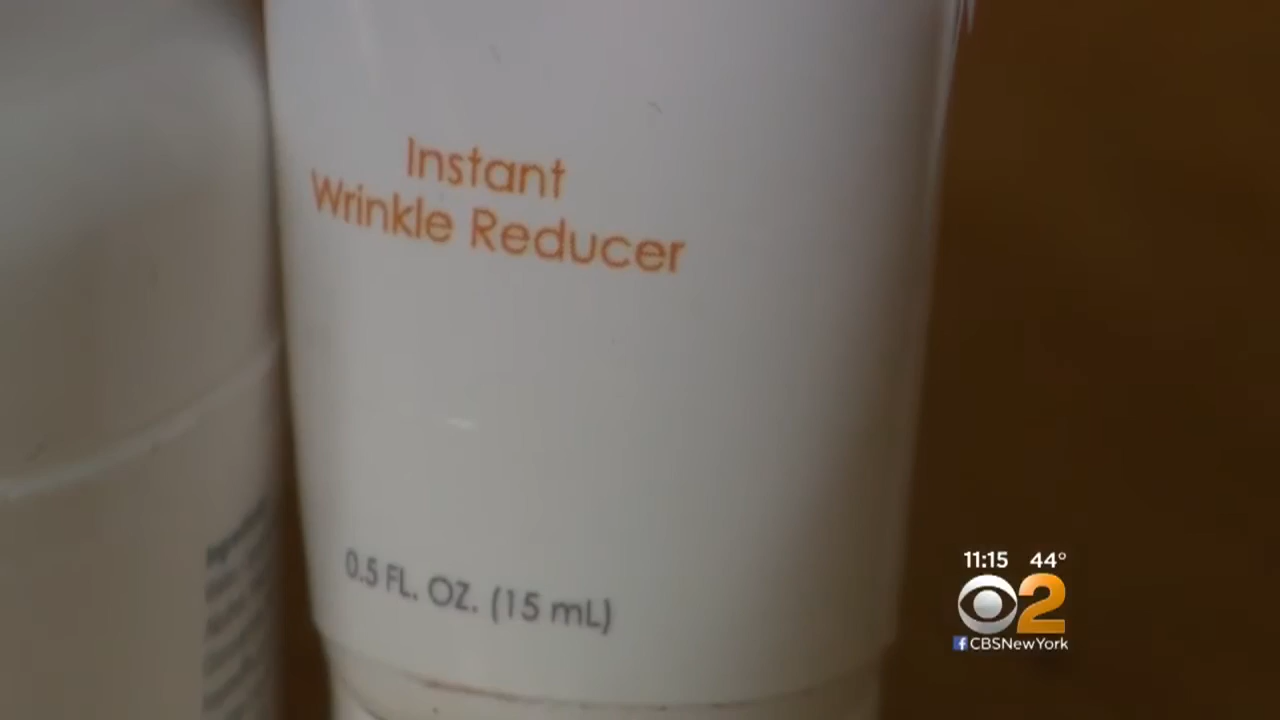 Instant
Wrinkle Reducer
0.5 FL. OZ. (15 mL)
11:15 44°
2
f CBSNewYork